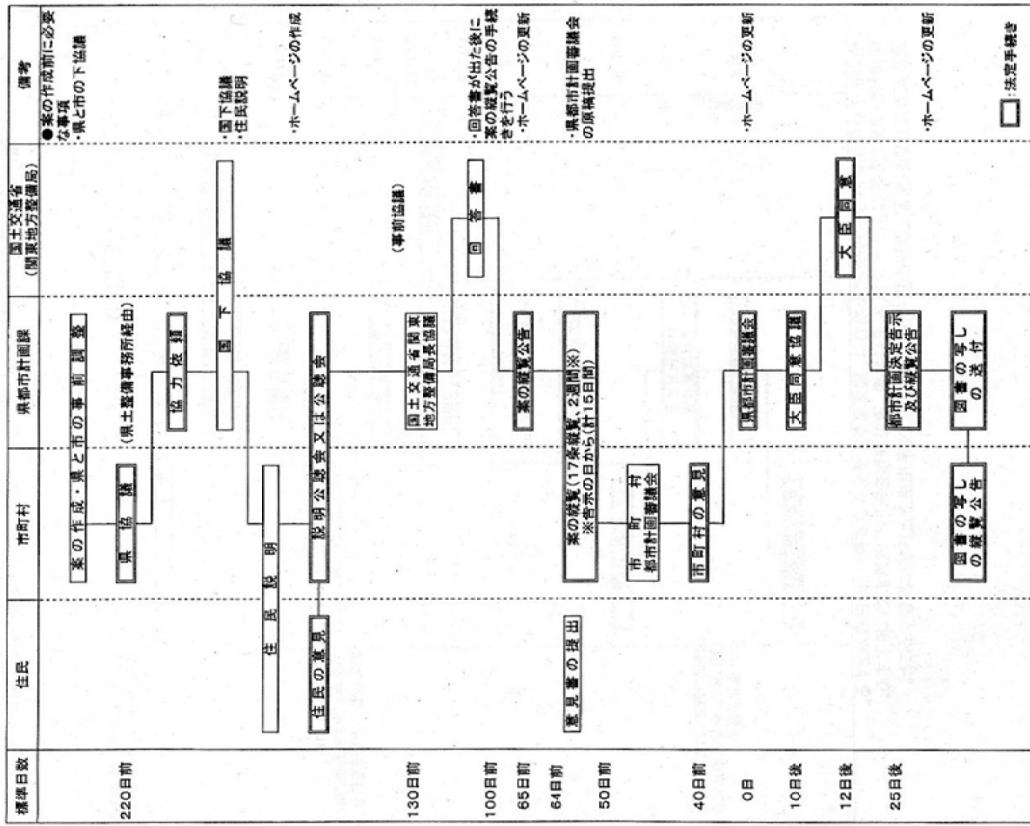 標準日数
住民
市町村
県都市計画課
国土交通省
(関東地方整備局)
備考
案の作成・県と市の事前調整
●案の作成前に必要
な事項
・県と市の下協議
220日前
県協議
(県土整備事務所経由)
協力依頼
国下協議
・国下協議
・住民説明
住民説明
・ホームページの作成
住民の意見
説明会又は公聴会
130日前
国土交通省関東
地方整備局長協議
(事前協議)
100日前
回答書
・回答書が出た後に
案の縦覧公告の手続
きを行う
・ホームページの更新
65日前
案の縦覧公告
64日前
意見書の提出
案の縦覧(17条縦覧、2週間※)
※告示の日から(計15日間)
・県都市計画審議会
の原稿提出
50日前
市町村
都市計画審議会
40日前
市町村の意見
0日
県都市計画審議会
・ホームページの更新
10日後
大臣同意協議
12日後
大臣同意
25日後
都市計画決定告示
及び縦覧公告
・ホームページの更新
図書の写し
の縦覧公告
図書の写し
の送付
:法定手続き